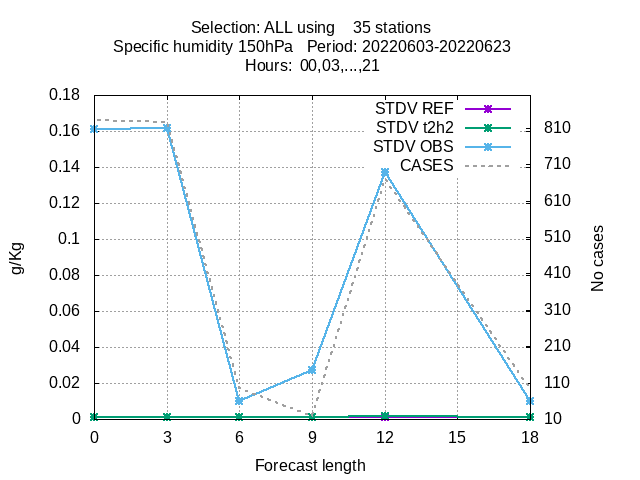 Selection: ALL using    35 stations
Specific humidity 150hPa   Period: 20220603-20220623
Hours:  00,03,...,21
STDV REF
STDV t2h2
STDV OBS
CASES
0.18
0.16
0.14
0.12
0.1
0.08
0.06
0.04
0.02
0
g/Kg
810
710
610
510
410
310
210
110
10
No cases
0 3 6 9 12 15 18
Forecast length